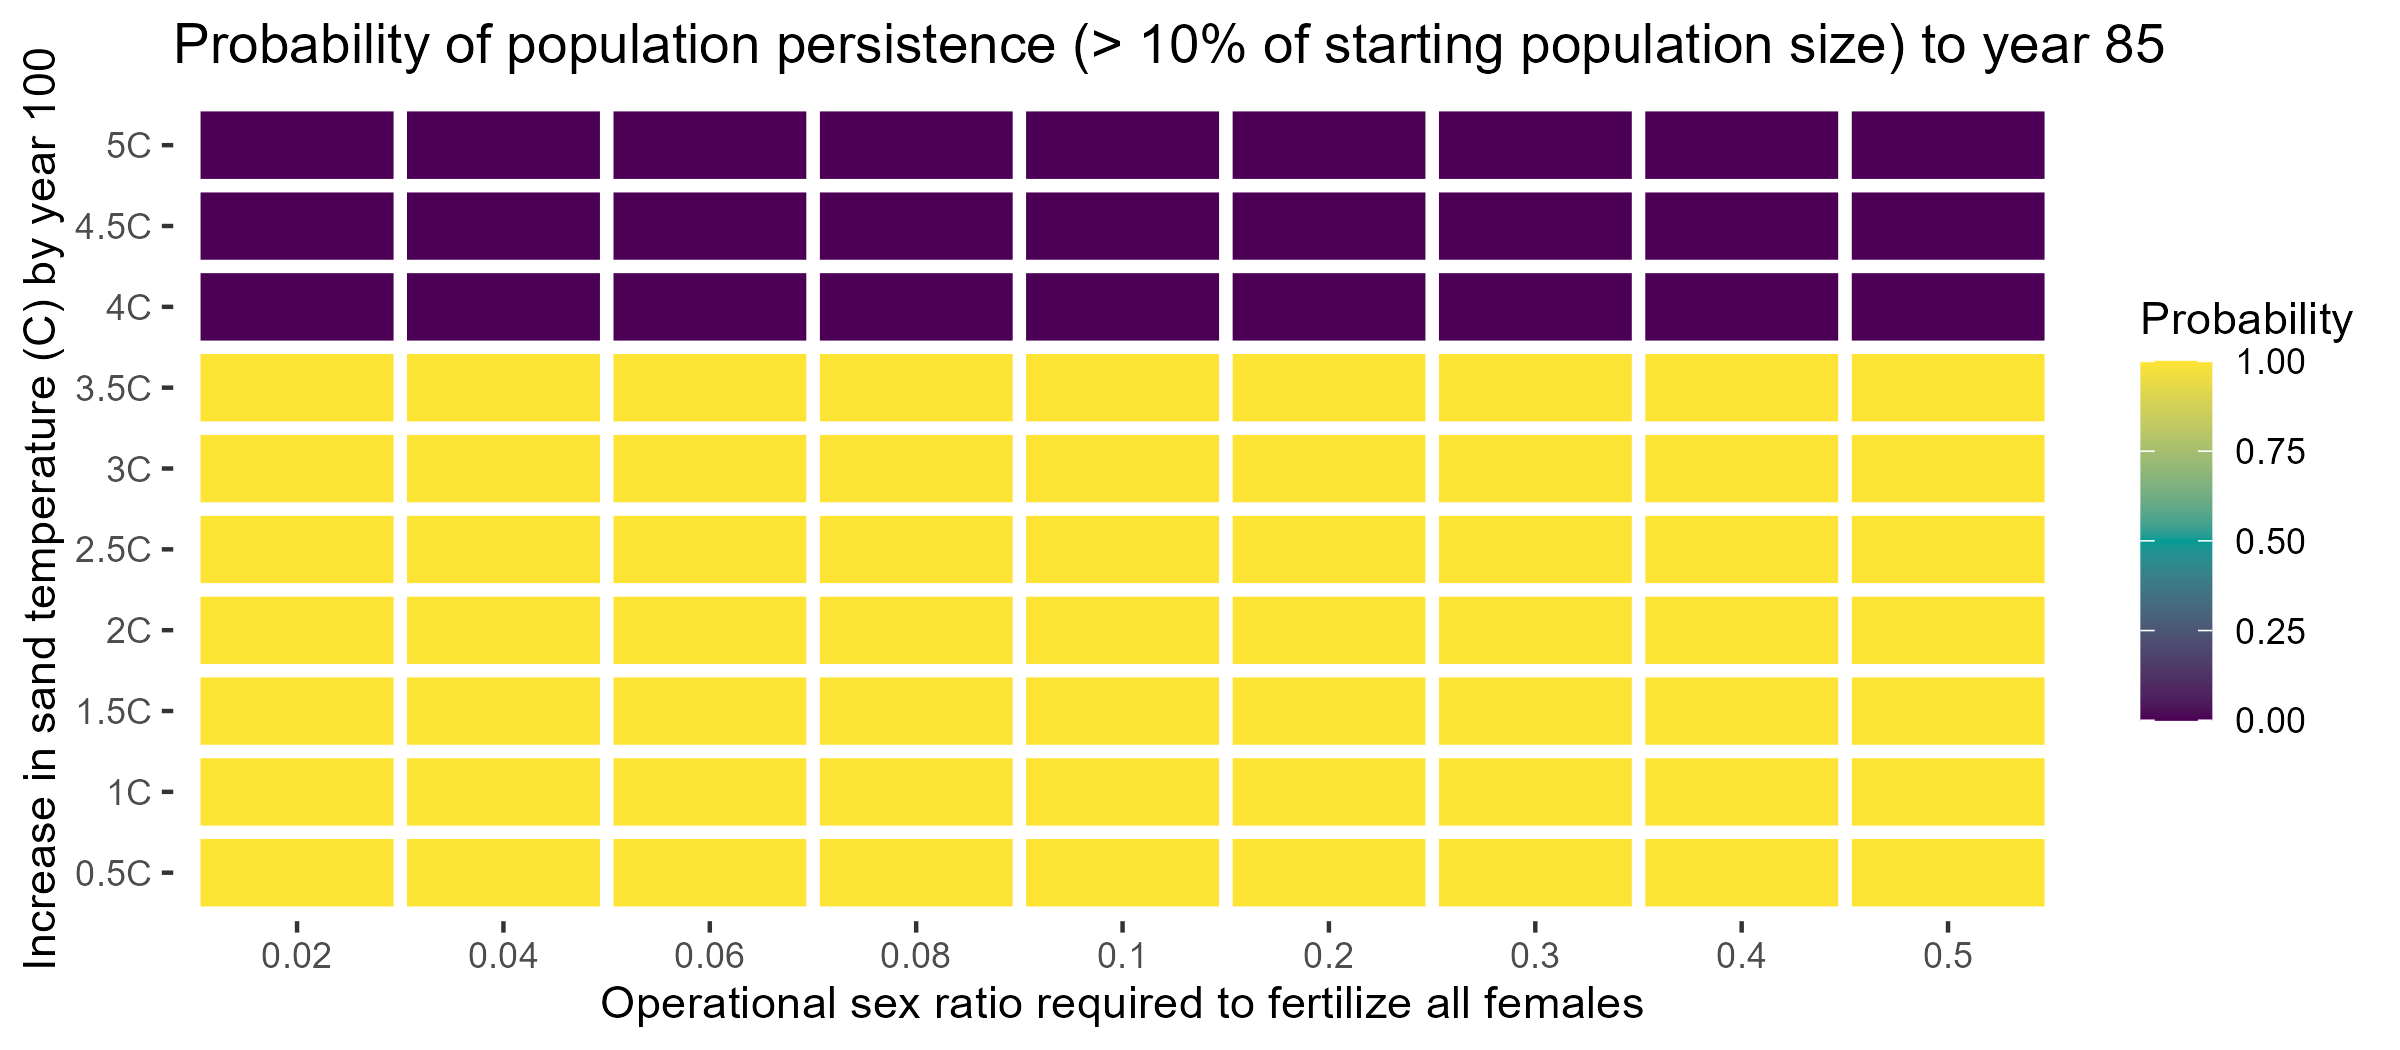 Probability of population persistence (> 10% of starting population size) to year 85
Increase in sand temperature (C) by year 100
5C
4.5C
4C
3.5C
3C
2.5C
2C
1.5C
1C
0.5C
0.02 0.04 0.06 0.08 0.1 0.2 0.3 0.4 0.5
Operational sex ratio required to fertilize all females
Probability
1.00
0.75
0.50
0.25
0.00